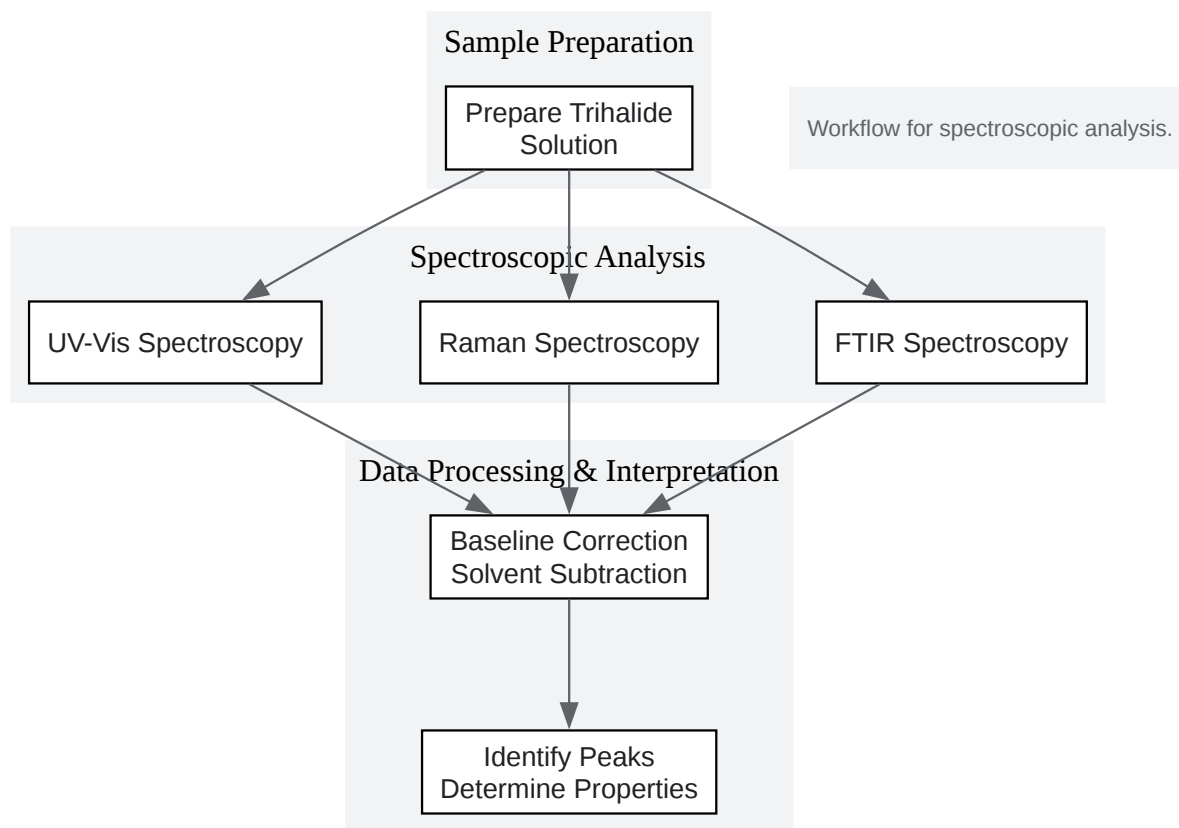 Sample Preparation
Prepare Trihalide
Solution
Workflow for spectroscopic analysis.
Spectroscopic Analysis
UV-Vis Spectroscopy
Raman Spectroscopy
FTIR Spectroscopy
Data Processing & Interpretation
Baseline Correction
Solvent Subtraction
Identify Peaks
Determine Properties